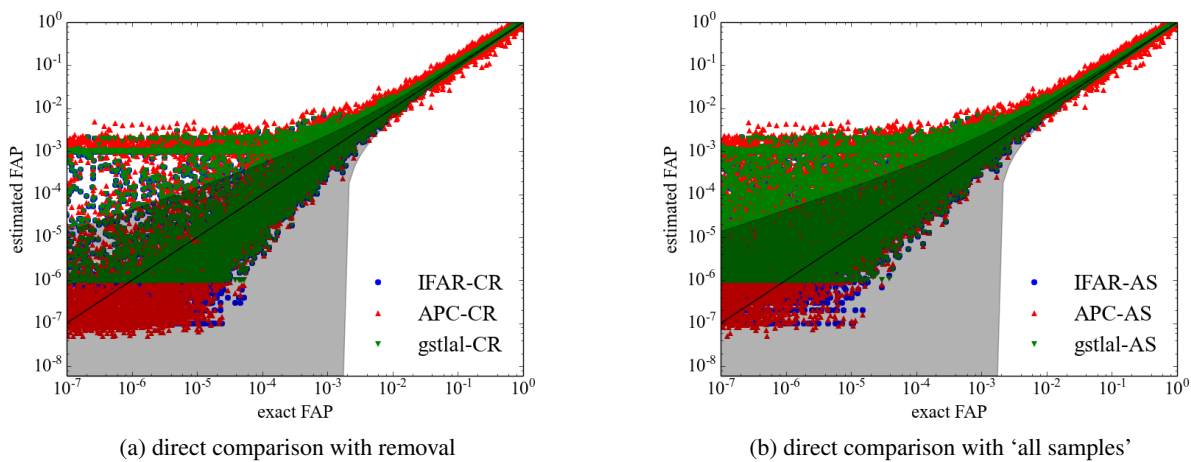 10^0
10^-1
10^-2
10^-3
10^-4
10^-5
10^-6
10^-7
10^-8
estimated FAP
IFAR-CR
APC-CR
gstlal-CR
10^-7 10^-6 10^-5 10^-4 10^-3 10^-2 10^-1 10^0
exact FAP
(a) direct comparison with removal
10^0
10^-1
10^-2
10^-3
10^-4
10^-5
10^-6
10^-7
10^-8
estimated FAP
IFAR-AS
APC-AS
gstlal-AS
10^-7 10^-6 10^-5 10^-4 10^-3 10^-2 10^-1 10^0
exact FAP
(b) direct comparison with ‘all samples’